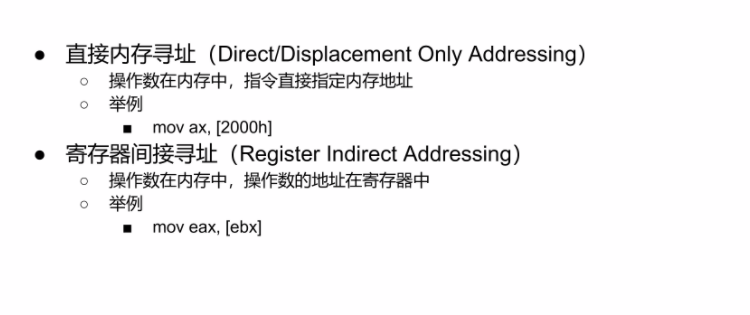 ● 直接内存寻址（Direct/Displacement Only Addressing）
○ 操作数在内存中，指令直接指定内存地址
○ 举例
■ mov ax, [2000h]
● 寄存器间接寻址（Register Indirect Addressing）
○ 操作数在内存中，操作数的地址在寄存器中
○ 举例
■ mov eax, [ebx]